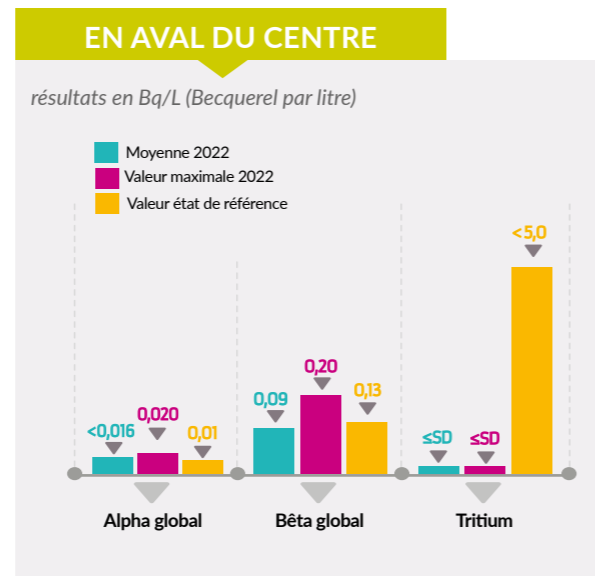 EN AVAL DU CENTRE
résultats en Bq/L (Becquerel par litre)
Moyenne 2022
Valeur maximale 2022
Valeur état de référence
<0,016
0,020
0,01
0,09
0,20
0,13
≤SD
≤SD
<5,0
Alpha global
Bêta global
Tritium